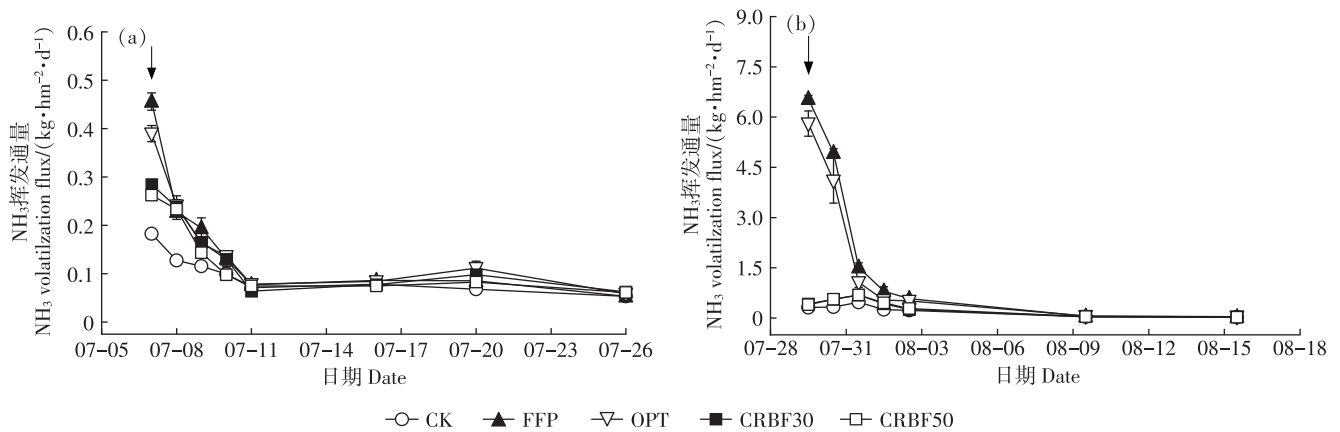 (a)
NH₃挥发通量
NH₃ volatilzation flux/(kg·hm⁻²·d⁻¹)
0.6
0.5
0.4
0.3
0.2
0.1
0
07-05 07-08 07-11 07-14 07-17 07-20 07-23 07-26
日期 Date
(b)
NH₃挥发通量
NH₃ volatilzation flux/(kg·hm⁻²·d⁻¹)
9.0
7.5
6.0
4.5
3.0
1.5
0
07-28 07-31 08-03 08-06 08-09 08-12 08-15 08-18
日期 Date
CK FFP OPT CRBF30 CRBF50